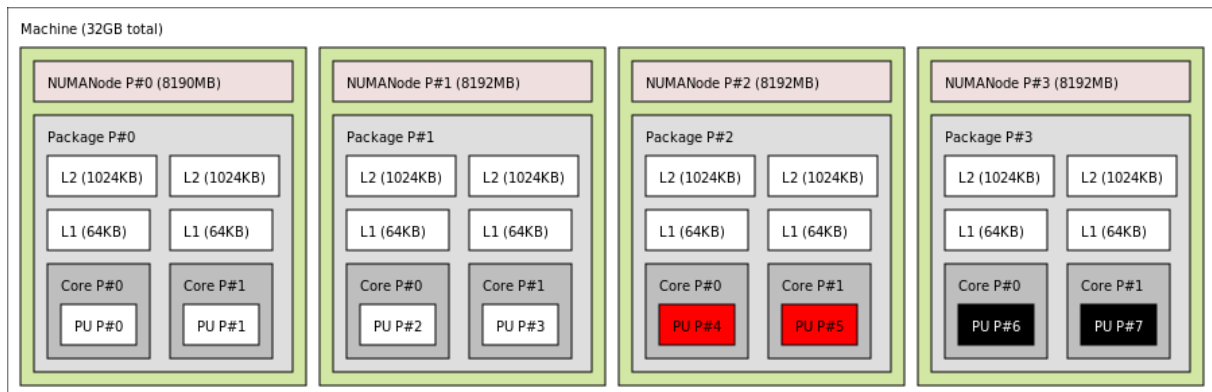 Machine (32GB total)
NUMANode P#0 (8190MB)
Package P#0
L2 (1024KB) L2 (1024KB)
L1 (64KB) L1 (64KB)
Core P#0 Core P#1
PU P#0 PU P#1
NUMANode P#1 (8192MB)
Package P#1
L2 (1024KB) L2 (1024KB)
L1 (64KB) L1 (64KB)
Core P#0 Core P#1
PU P#2 PU P#3
NUMANode P#2 (8192MB)
Package P#2
L2 (1024KB) L2 (1024KB)
L1 (64KB) L1 (64KB)
Core P#0 Core P#1
PU P#4 PU P#5
NUMANode P#3 (8192MB)
Package P#3
L2 (1024KB) L2 (1024KB)
L1 (64KB) L1 (64KB)
Core P#0 Core P#1
PU P#6 PU P#7